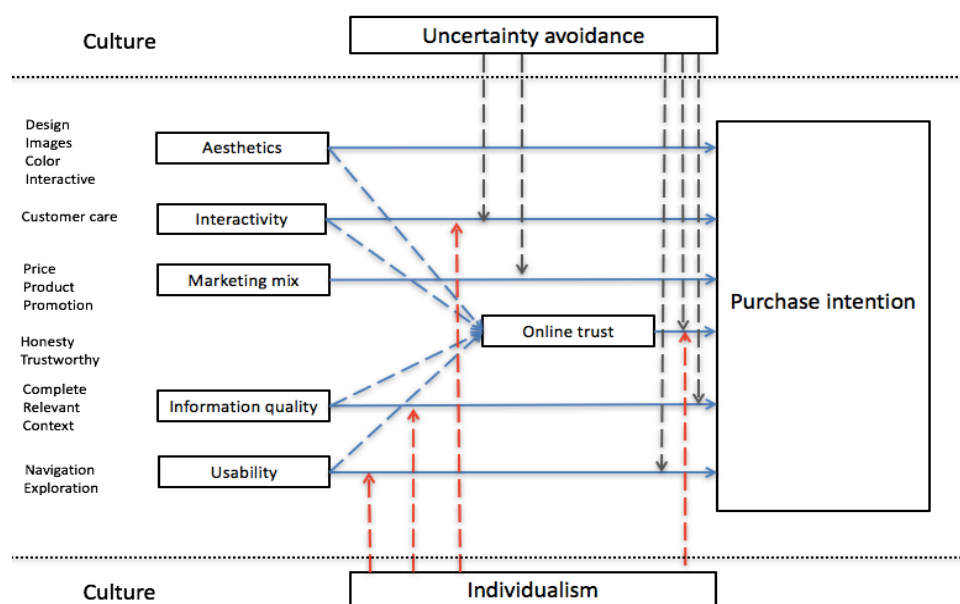 Culture
Uncertainty avoidance
Design
Images
Color
Interactive
Aesthetics
Customer care
Interactivity
Price
Product
Promotion
Marketing mix
Purchase intention
Online trust
Honesty
Trustworthy
Complete
Relevant
Context
Information quality
Navigation
Exploration
Usability
Culture
Individualism